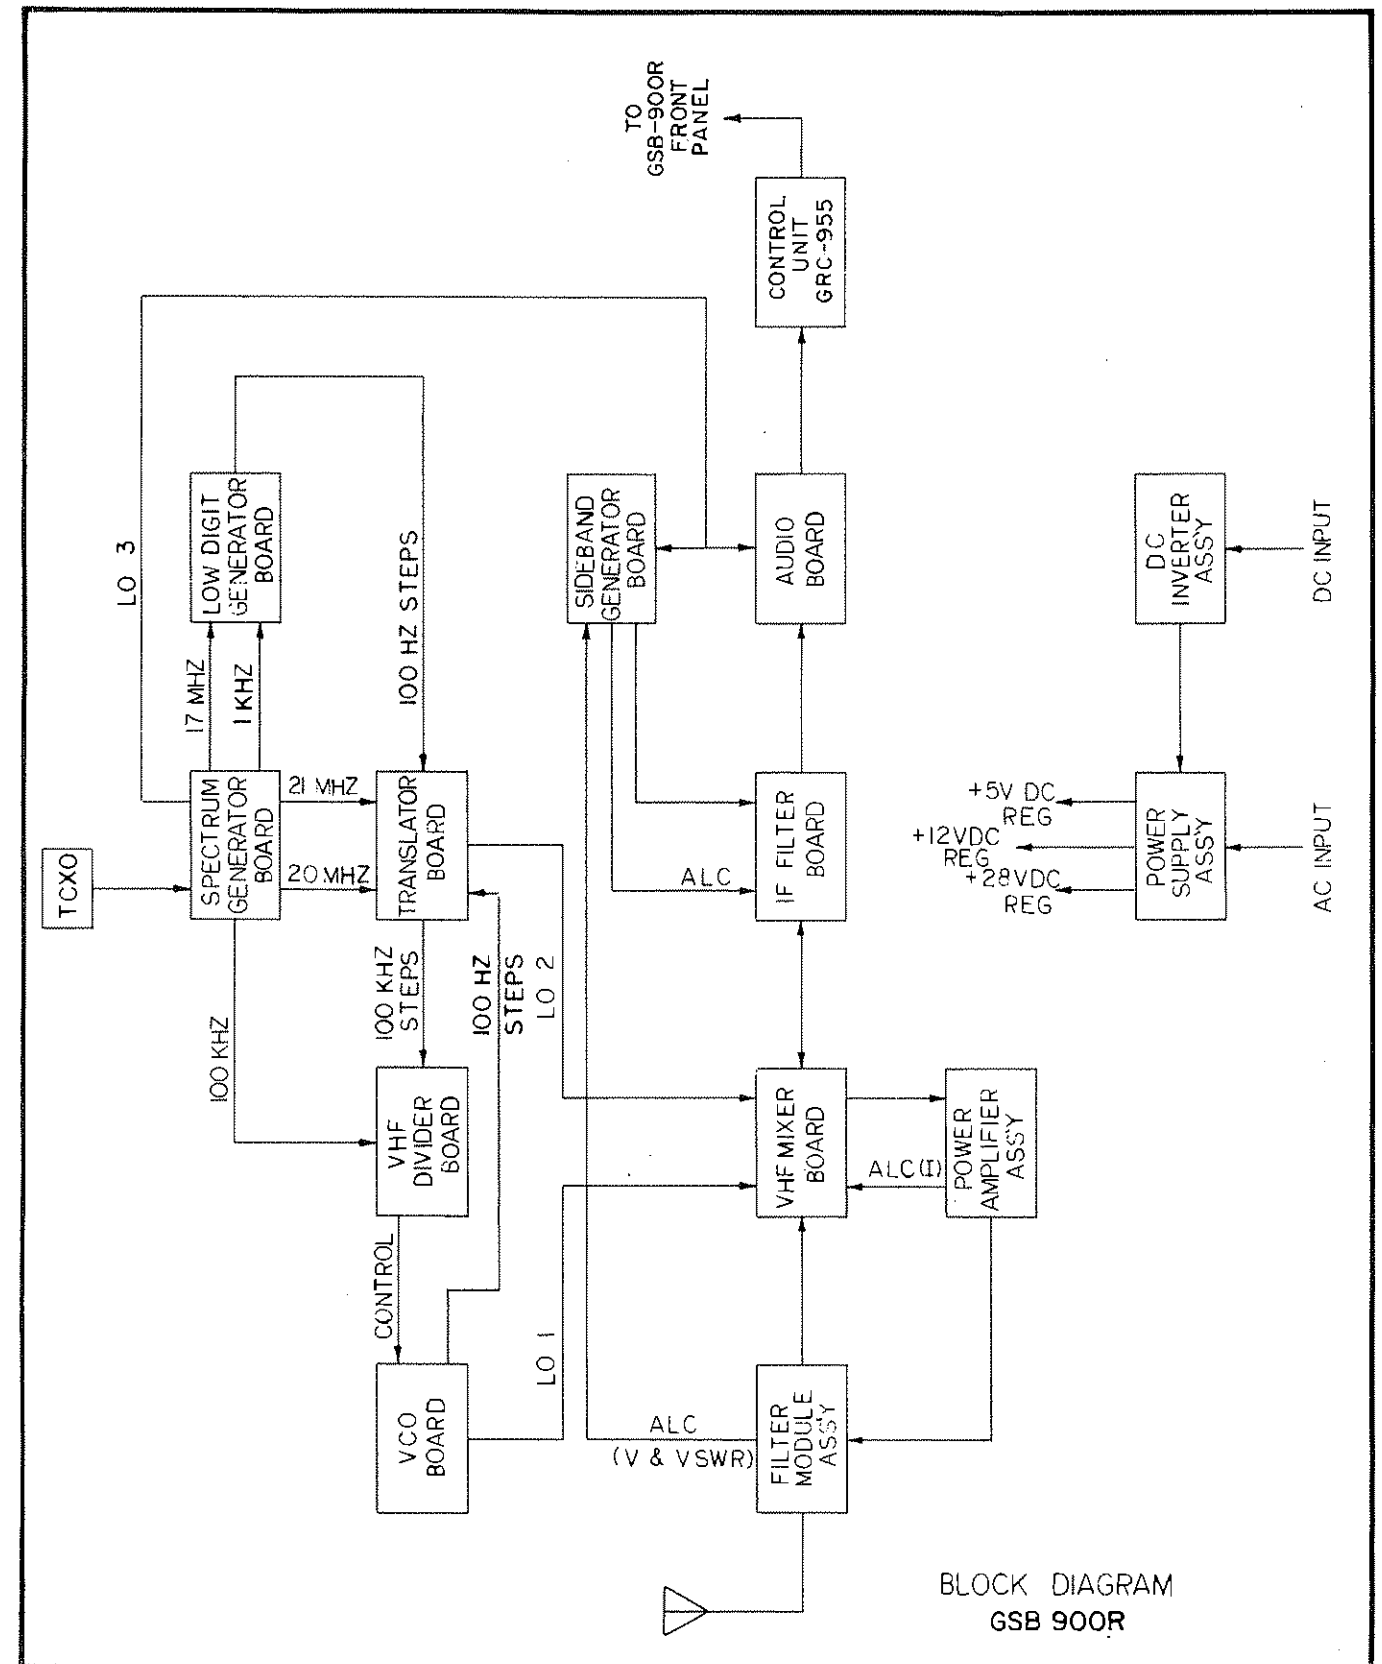 TO
GSB-900R
FRONT
PANEL
CONTROL
UNIT
GRC-955
LO 3
LOW DIGIT
GENERATOR
BOARD
100 HZ STEPS
SIDEBAND
GENERATOR
BOARD
AUDIO
BOARD
DC
INVERTER
ASS'Y
DC INPUT
17 MHZ
1 KHZ
TCXO
SPECTRUM
GENERATOR
BOARD
21 MHZ
20 MHZ
TRANSLATOR
BOARD
ALC
IF FILTER
BOARD
+5V DC
REG
+12VDC
REG
+28VDC
REG
POWER
SUPPLY
ASS'Y
AC INPUT
100 KHZ
100 KHZ
STEPS
100 HZ
STEPS
LO 2
VHF
DIVIDER
BOARD
VHF MIXER
BOARD
ALC(I)
POWER
AMPLIFIER
ASS'Y
CONTROL
LO 1
VCO
BOARD
ALC
(V & VSWR)
FILTER
MODULE
ASS'Y
BLOCK DIAGRAM
GSB 900R